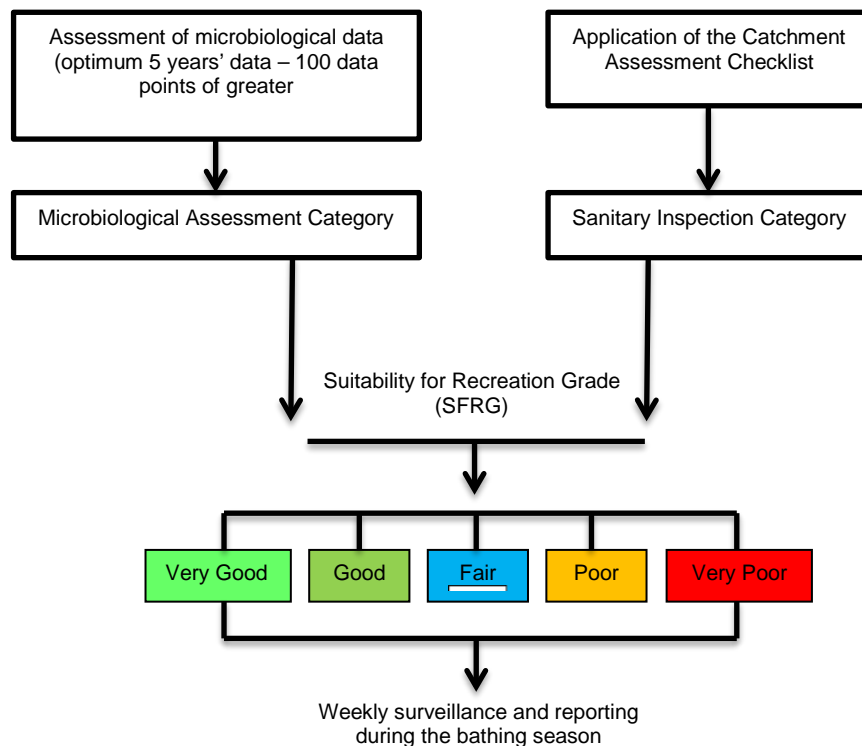 Assessment of microbiological data
(optimum 5 years’ data – 100 data
points of greater
Application of the Catchment
Assessment Checklist
Microbiological Assessment Category
Sanitary Inspection Category
Suitability for Recreation Grade
(SFRG)
Very Good
Good
Fair
Poor
Very Poor
Weekly surveillance and reporting
during the bathing season